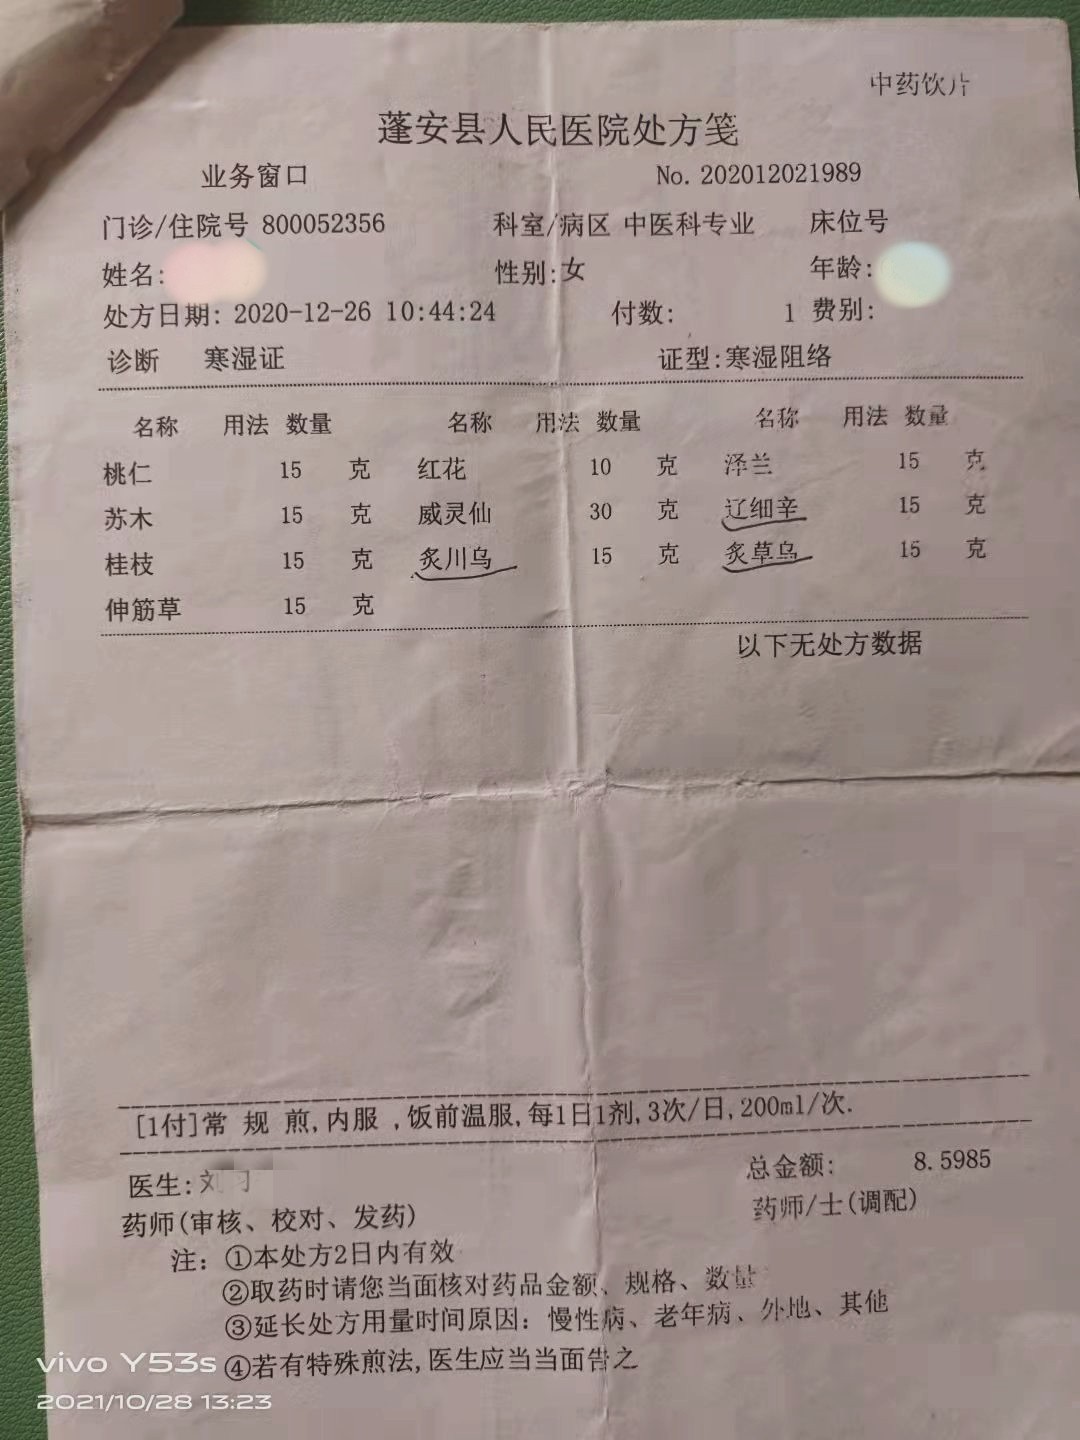 中药饮片
蓬安县人民医院处方笺
业务窗口 No. 202012021989
门诊/住院号 800052356 科室/病区 中医科专业 床位号
姓名: 性别:女 年龄:
处方日期: 2020-12-26 10:44:24 付数: 1 费别:
诊断 寒湿证 证型:寒湿阻络
名称 用法 数量 名称 用法 数量 名称 用法 数量
桃仁 15 克 红花 10 克 泽兰 15 克
苏木 15 克 威灵仙 30 克 辽细辛 15 克
桂枝 15 克 炙川乌 15 克 炙草乌 15 克
伸筋草 15 克
以下无处方数据
[1付]常 规 煎,内服 ,饭前温服,每1日1剂,3次/日,200ml/次.
医生:刘 总金额: 8.5985
药师(审核、校对、发药) 药师/士(调配)
注: ①本处方2日内有效
②取药时请您当面核对药品金额、规格、数量
③延长处方用量时间原因: 慢性病、老年病、外地、其他
④若有特殊煎法,医生应当当面告之
vivo Y53s
2021/10/28 13:23